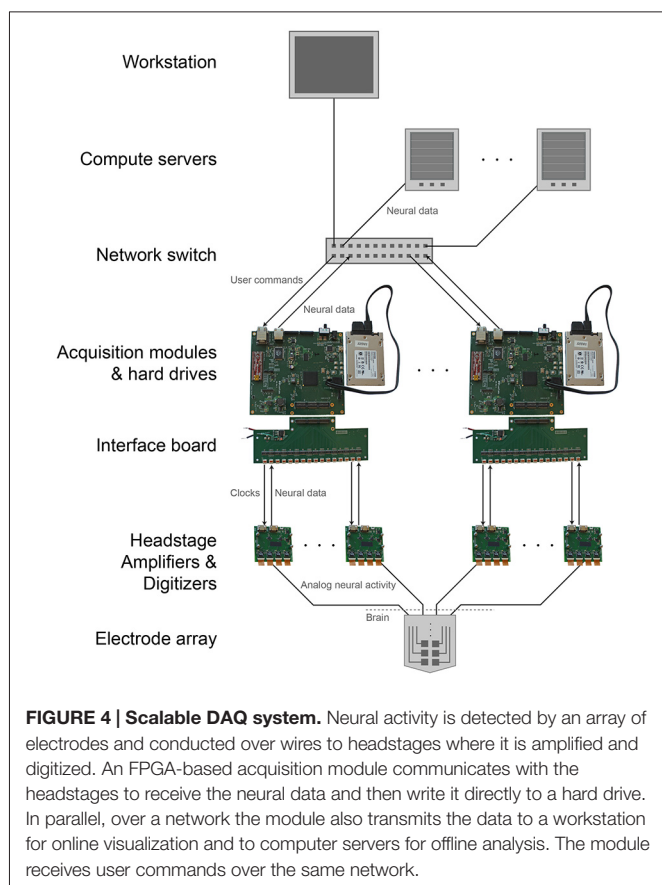 Workstation
Compute servers
Neural data
Network switch
User commands
Neural data
Acquisition modules
& hard drives
Interface board
Clocks
Neural data
Headstage
Amplifiers &
Digitizers
Analog neural activity
Brain
Electrode array
FIGURE 4 | Scalable DAQ system. Neural activity is detected by an array of
electrodes and conducted over wires to headstages where it is amplified and
digitized. An FPGA-based acquisition module communicates with the
headstages to receive the neural data and then write it directly to a hard drive.
In parallel, over a network the module also transmits the data to a workstation
for online visualization and to computer servers for offline analysis. The module
receives user commands over the same network.